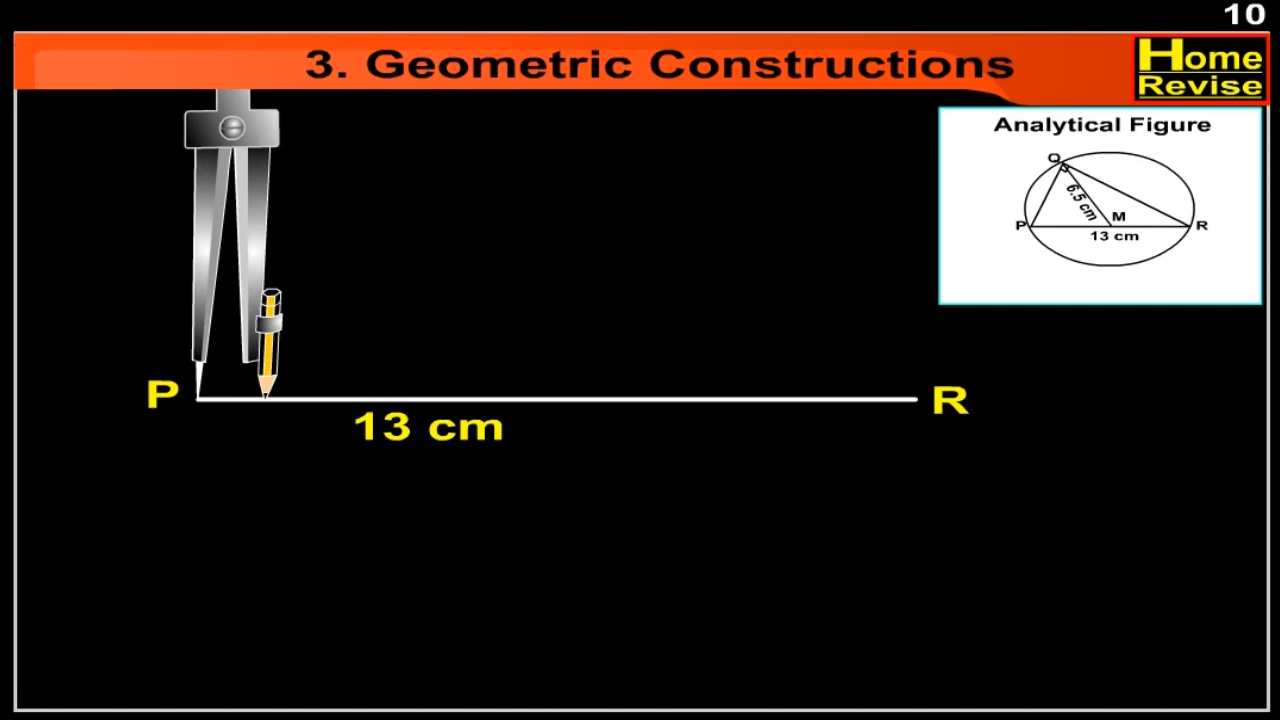 10
3. Geometric Constructions
Home
Revise
Analytical Figure
Q
6.5 cm
M
P
R
13 cm
P
R
13 cm